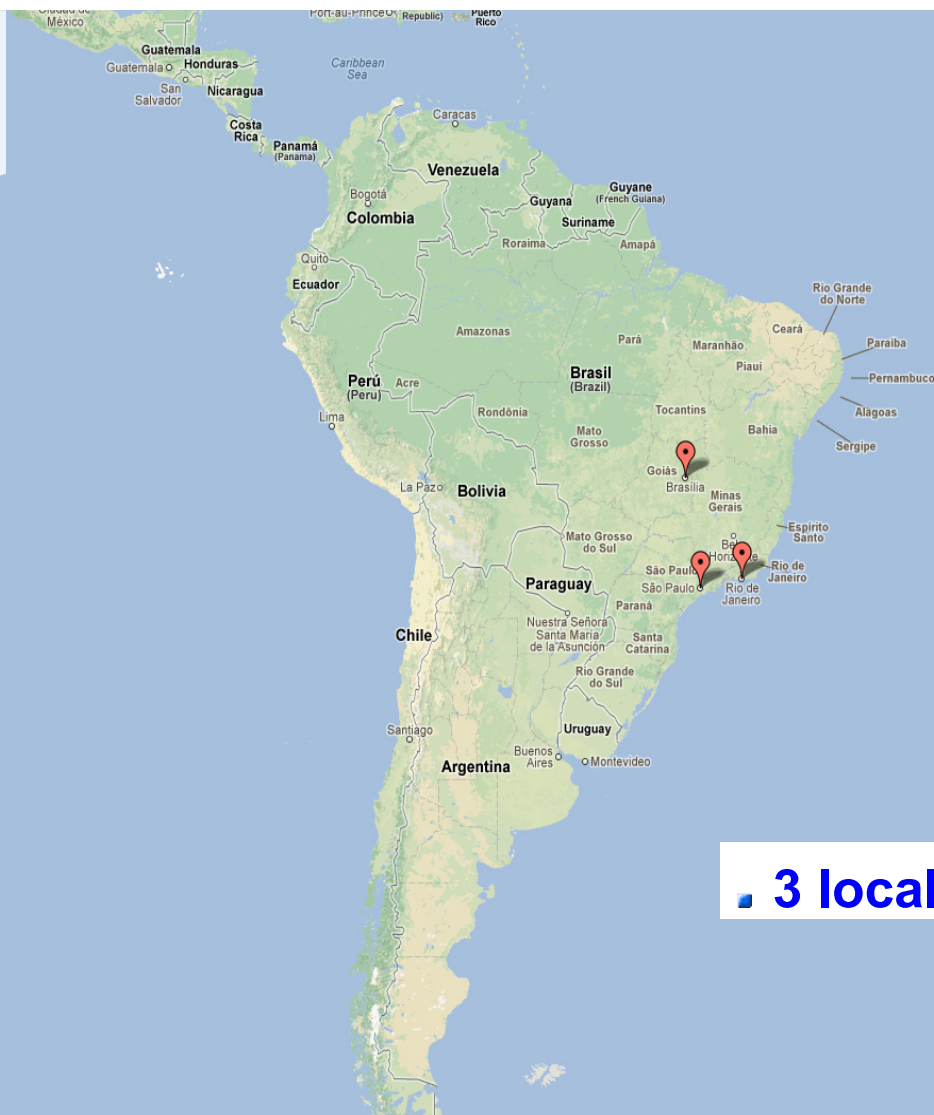 México
Port-au-Prince
Republic)
Puerto
Rico
Guatemala
Guatemala
Honduras
San
Salvador
Nicaragua
Caribbean
Sea
Costa
Rica
Panamá
(Panama)
Caracas
Venezuela
Bogotá
Colombia
Guyana
Guyane
(French Guiana)
Suriname
Roraima
Amapá
Quito
Ecuador
Rio Grande
do Norte
Amazonas
Pará
Maranhão
Ceará
Paraiba
Piauí
Perú
(Peru)
Acre
Brasil
(Brazil)
Pernambuco
Lima
Rondônia
Tocantins
Alagoas
Mato
Grosso
Bahia
Sergipe
Goiás
Brasília
La Paz
Bolivia
Minas
Gerais
Espirito
Santo
Mato Grosso
do Sul
Horizonte
São Paulo
Rio de
Janeiro
São Paulo
Rio de
Janeiro
Paraguay
Paraná
Nuestra Señora
Santa Maria
de la Asunción
Chile
Santa
Catarina
Rio Grande
do Sul
Santiago
Uruguay
Buenos
Aires
Montevideo
Argentina
3 local